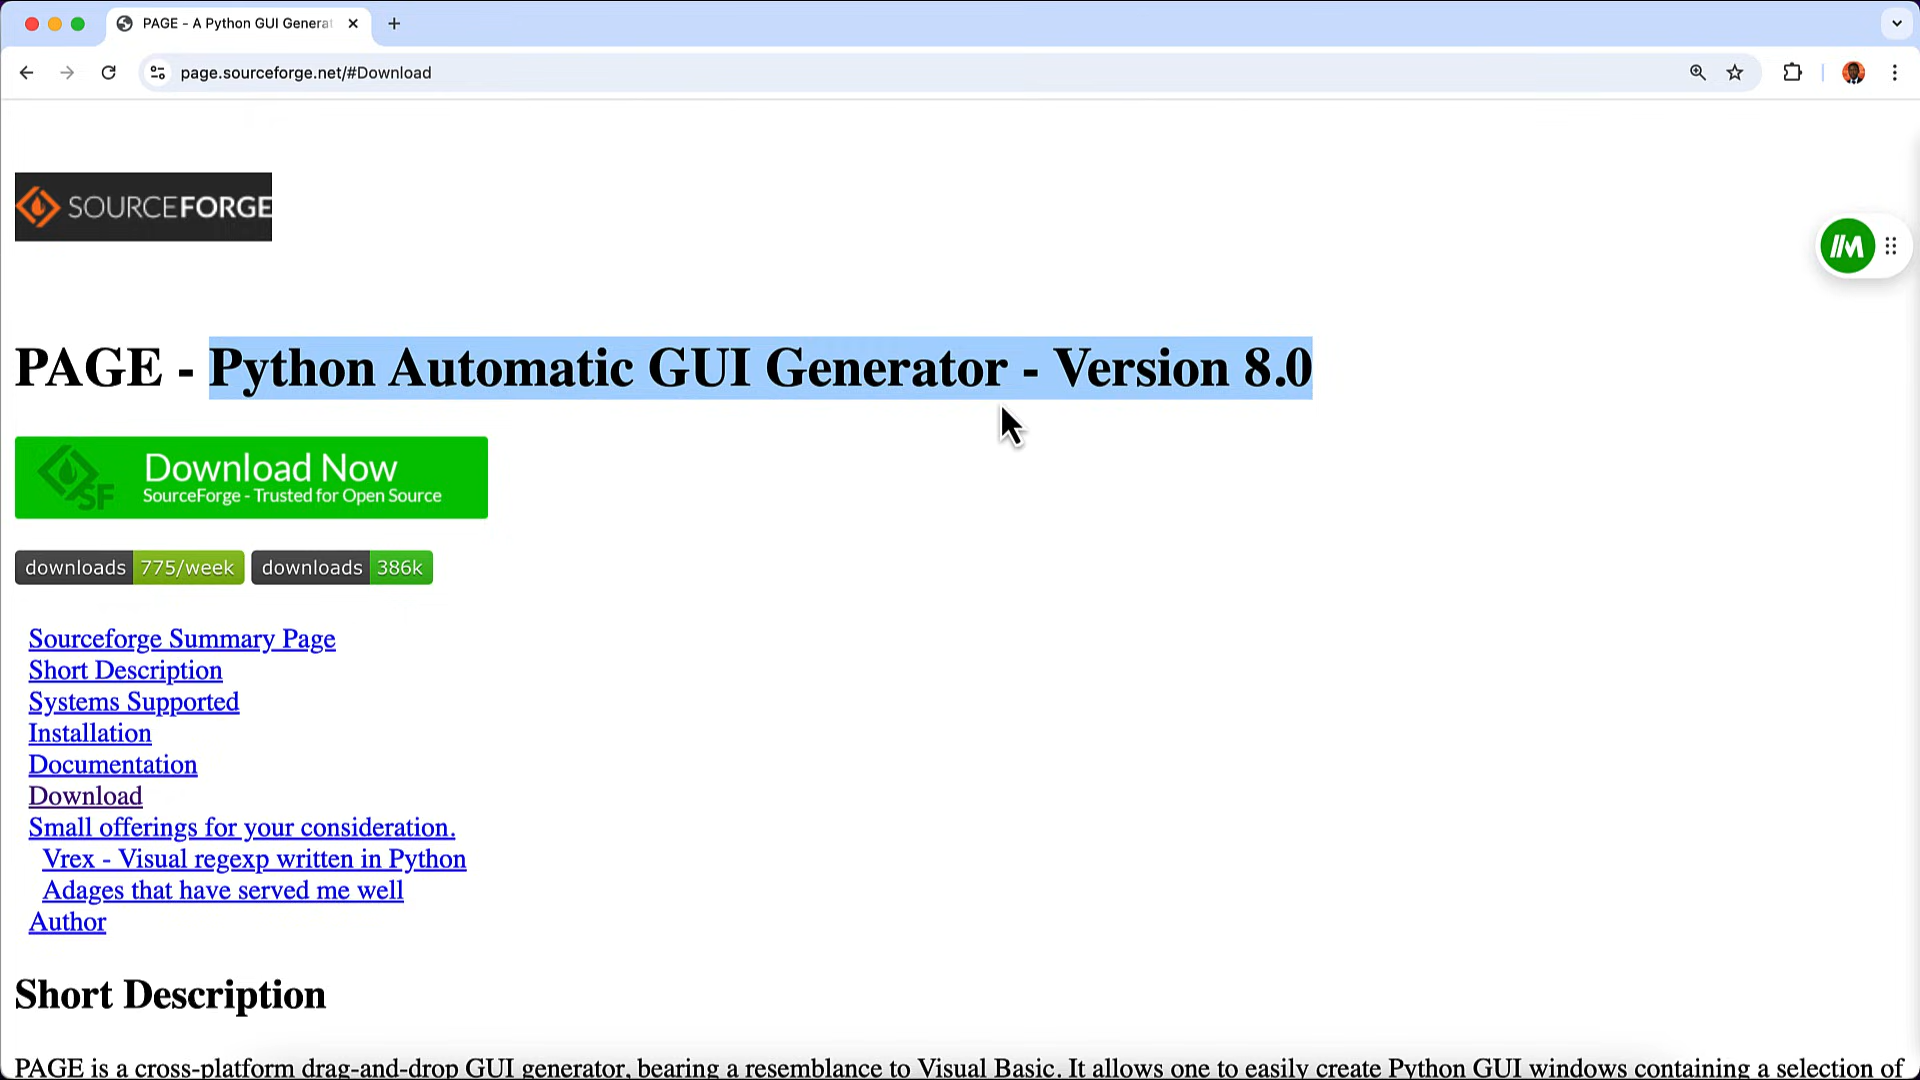 PAGE - A Python GUI Genera
page.sourceforge.net/#Download
SOURCEFORGE
M
PAGE - Python Automatic GUI Generator - Version 8.0
SF
Download Now
SourceForge - Trusted for Open Source
downloads 775/week downloads 386k
Sourceforge Summary Page
Short Description
Systems Supported
Installation
Documentation
Download
Small offerings for your consideration.
Vrex - Visual regexp written in Python
Adages that have served me well
Author
Short Description
PAGE is a cross-platform drag-and-drop GUI generator, bearing a resemblance to Visual Basic. It allows one to easily create Python GUI windows containing a selection of